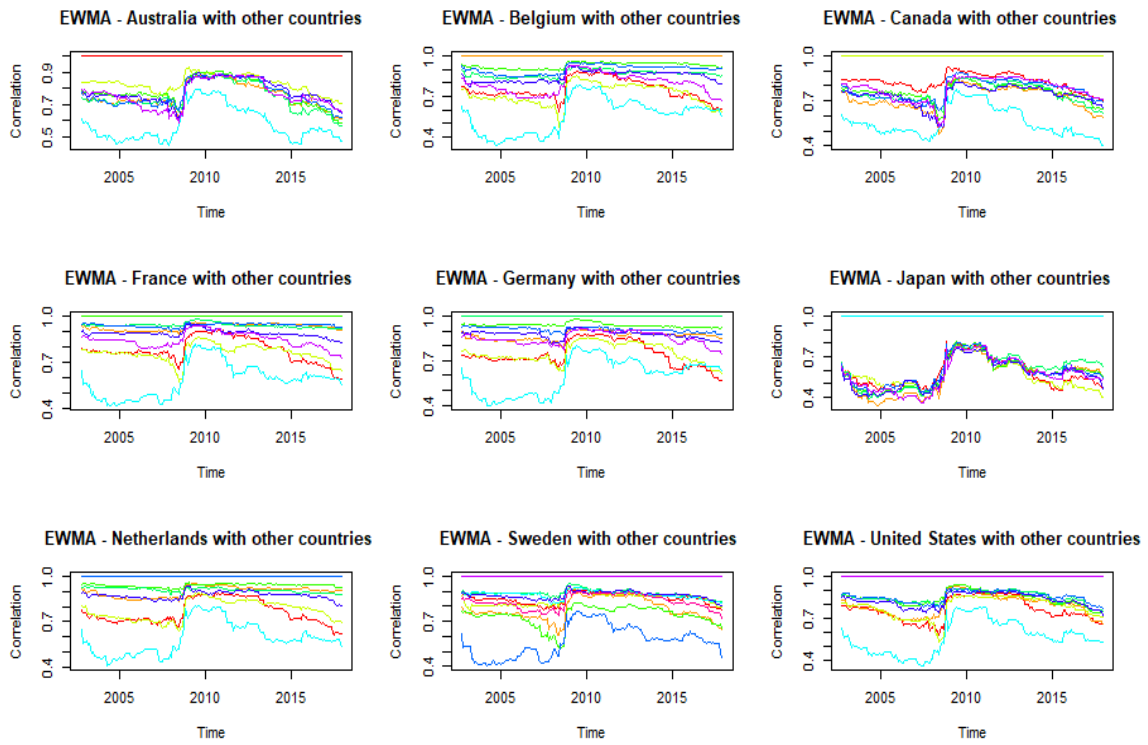 EWMA - Australia with other countries
Correlation
0.5 0.7 0.9
2005 2010 2015
Time
EWMA - Belgium with other countries
Correlation
0.4 0.7 1.0
2005 2010 2015
Time
EWMA - Canada with other countries
Correlation
0.4 0.7 1.0
2005 2010 2015
Time
EWMA - France with other countries
Correlation
0.4 0.7 1.0
2005 2010 2015
Time
EWMA - Germany with other countries
Correlation
0.4 0.7 1.0
2005 2010 2015
Time
EWMA - Japan with other countries
Correlation
0.4 0.7 1.0
2005 2010 2015
Time
EWMA - Netherlands with other countries
Correlation
0.4 0.7 1.0
2005 2010 2015
Time
EWMA - Sweden with other countries
Correlation
0.4 0.7 1.0
2005 2010 2015
Time
EWMA - United States with other countries
Correlation
0.4 0.7 1.0
2005 2010 2015
Time